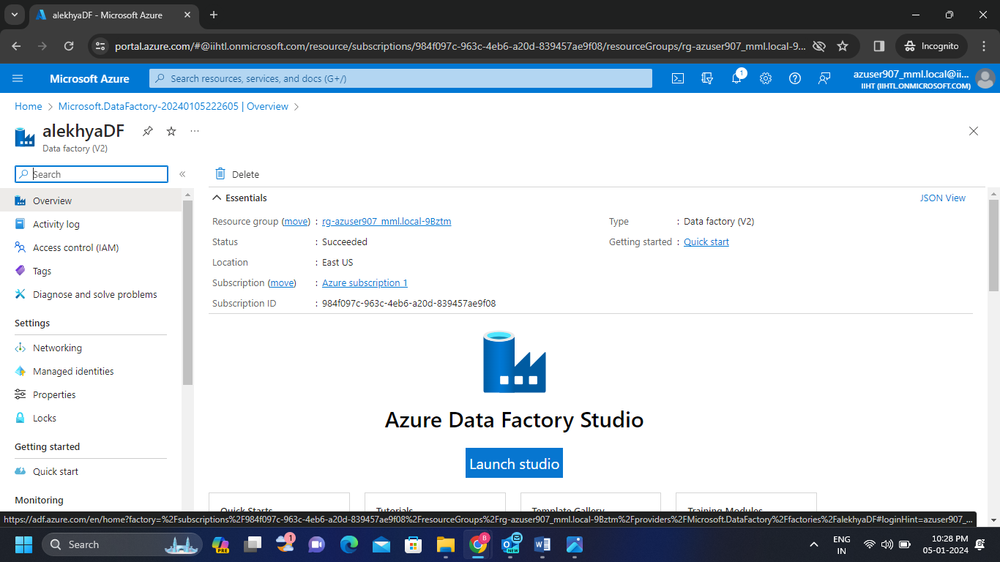 alekhyaDF - Microsoft Azure
portal.azure.com/#@iihtl.onmicrosoft.com/resource/subscriptions/984f097c-963c-4eb6-a20d-839457ae9f08/resourceGroups/rg-azuser907_mml.local-9...
Incognito
Microsoft Azure
Search resources, services, and docs (G+/)
1
azuser907_mml.local@ii...
IIHT (IIHTL.ONMICROSOFT.COM)
Home > Microsoft.DataFactory-20240105222605 | Overview >
alekhyaDF
Data factory (V2)
Search
Delete
Overview
Activity log
Access control (IAM)
Tags
Diagnose and solve problems
Settings
Networking
Managed identities
Properties
Locks
Getting started
Quick start
Monitoring
Essentials
JSON View
Resource group (move) : rg-azuser907_mml.local-9Bztm
Type : Data factory (V2)
Status : Succeeded
Getting started : Quick start
Location : East US
Subscription (move) : Azure subscription 1
Subscription ID : 984f097c-963c-4eb6-a20d-839457ae9f08
Azure Data Factory Studio
Launch studio
Quick Starts
Tutorials
Template Gallery
Training Modules
https://adf.azure.com/en/home?factory=%2Fsubscriptions%2F984f097c-963c-4eb6-a20d-839457ae9f08%2FresourceGroups%2Frg-azuser907_mml.local-9Bztm%2Fproviders%2FMicrosoft.DataFactory%2Ffactories%2FalekhyaDF#loginHint=azuser907_...
Search
PRE
1
B
NEW
ENG
IN
10:28 PM
05-01-2024